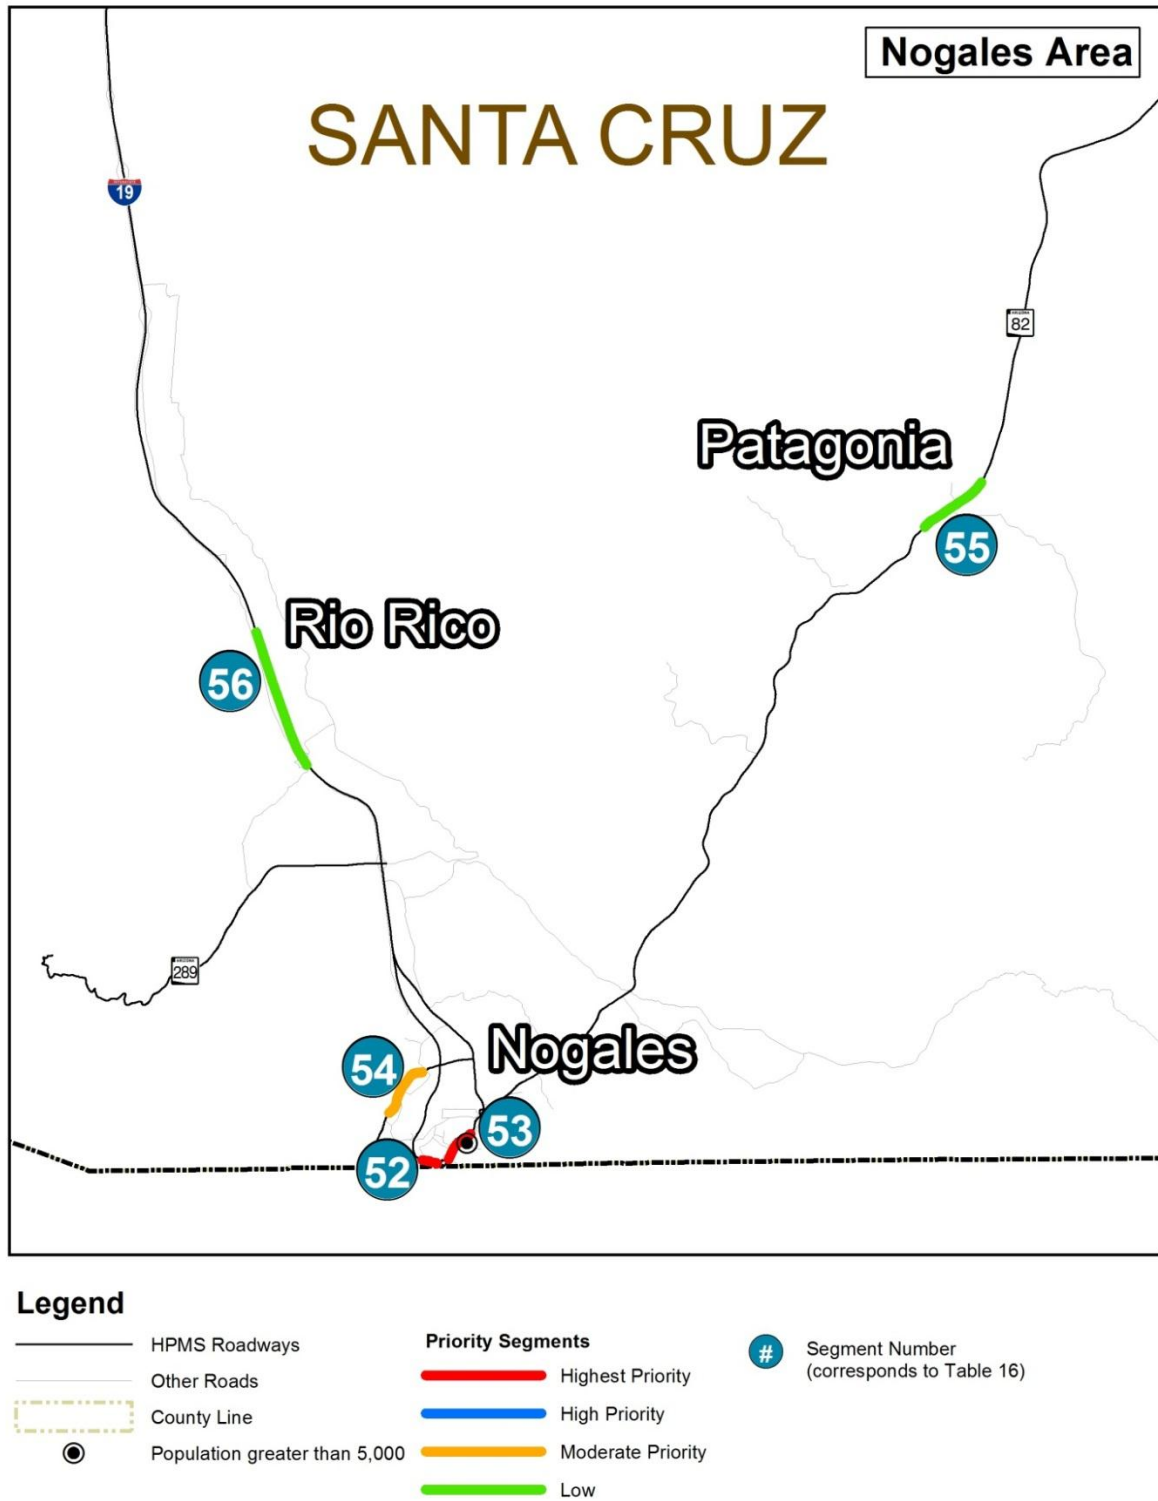 Nogales Area
SANTA CRUZ
19
ARIZONA
82
Patagonia
55
Rio Rico
56
ARIZONA
289
Nogales
54
53
52
Legend
HPMS Roadways
Other Roads
County Line
Population greater than 5,000
Priority Segments
Highest Priority
High Priority
Moderate Priority
Low
#
Segment Number
(corresponds to Table 16)